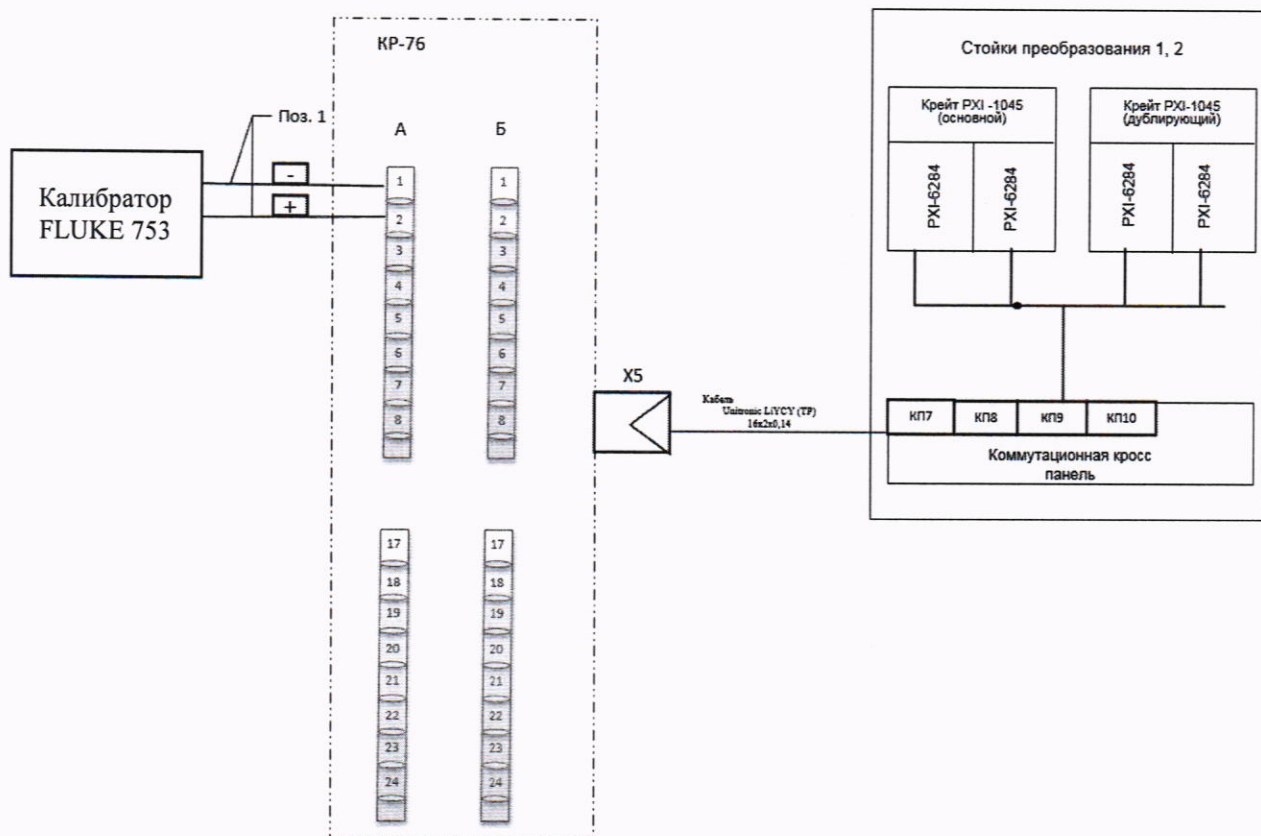 КР-76
Поз. 1
А
Б
Калибратор
FLUKE 753
-
+
1
2
3
4
5
6
7
8
1
2
3
4
5
6
7
8
17
18
19
20
21
22
23
24
17
18
19
20
21
22
23
24
X5
Кабель
Unitronic LiYCY (TP)
16x2x0,14
Стойки преобразования 1, 2
Крейт PXI -1045
(основной)
PXI-6284
PXI-6284
Крейт PXI-1045
(дублирующий)
PXI-6284
PXI-6284
КП7
КП8
КП9
КП10
Коммутационная кросс
панель